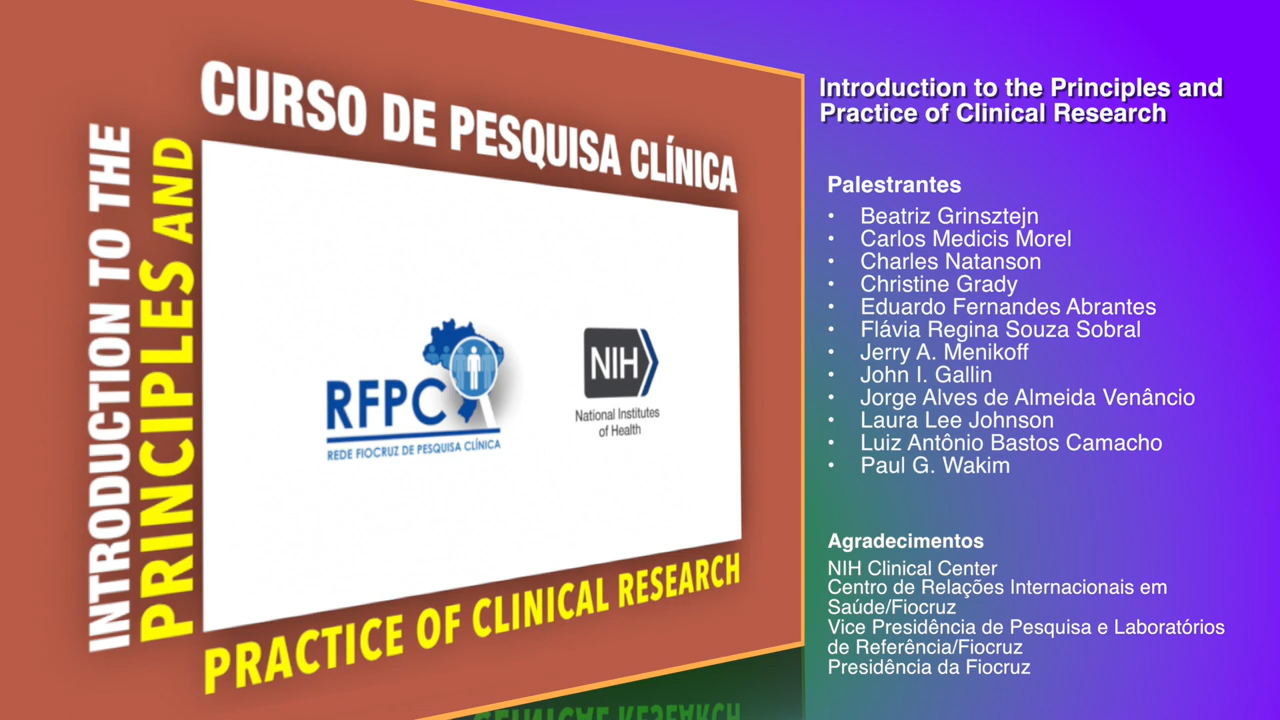 CURSO DE PESQUISA CLÍNICA
INTRODUCTION TO THE
PRINCIPLES AND
PRACTICE OF CLINICAL RESEARCH
RFPC
REDE FIOCRUZ DE PESQUISA CLÍNICA
NIH
National Institutes
of Health
Introduction to the Principles and
Practice of Clinical Research
Palestrantes
• Beatriz Grinsztejn
• Carlos Medicis Morel
• Charles Natanson
• Christine Grady
• Eduardo Fernandes Abrantes
• Flávia Regina Souza Sobral
• Jerry A. Menikoff
• John I. Gallin
• Jorge Alves de Almeida Venâncio
• Laura Lee Johnson
• Luiz Antônio Bastos Camacho
• Paul G. Wakim
Agradecimentos
NIH Clinical Center
Centro de Relações Internacionais em
Saúde/Fiocruz
Vice Presidência de Pesquisa e Laboratórios
de Referência/Fiocruz
Presidência da Fiocruz